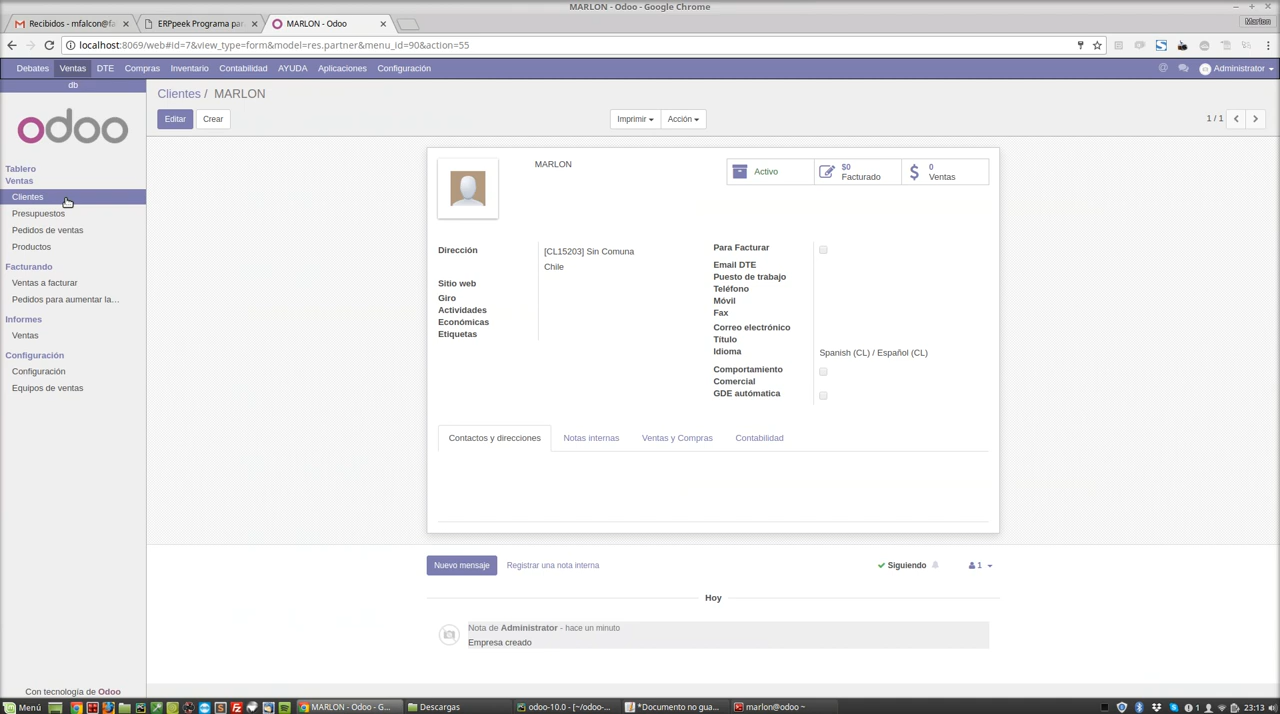 MARLON - Odoo - Google Chrome
Recibidos - mfalcon@fa
ERPpeek Programa par
MARLON - Odoo
Marlon
localhost:8069/web#id=7&view_type=form&model=res.partner&menu_id=90&action=55
Debates Ventas DTE Compras Inventario Contabilidad AYUDA Aplicaciones Configuración
@ Administrator
db
odoo
Tablero
Ventas
Clientes
Presupuestos
Pedidos de ventas
Productos
Facturando
Ventas a facturar
Pedidos para aumentar la...
Informes
Ventas
Configuración
Configuración
Equipos de ventas
Con tecnología de Odoo
Clientes / MARLON
Editar Crear
Imprimir Acción
1 / 1
MARLON
Activo
$0
Facturado
0
Ventas
Dirección
[CL15203] Sin Comuna
Chile
Sitio web
Giro
Actividades
Económicas
Etiquetas
Para Facturar
Email DTE
Puesto de trabajo
Teléfono
Móvil
Fax
Correo electrónico
Título
Idioma Spanish (CL) / Español (CL)
Comportamiento
Comercial
GDE autómatica
Contactos y direcciones Notas internas Ventas y Compras Contabilidad
Nuevo mensaje Registrar una nota interna
Siguiendo
1
Hoy
Nota de Administrator - hace un minuto
Empresa creado
Menú
MARLON - Odoo - G...
Descargas
odoo-10.0 - [~/odoo-...
*Documento no gua...
marlon@odoo ~
1
23:13